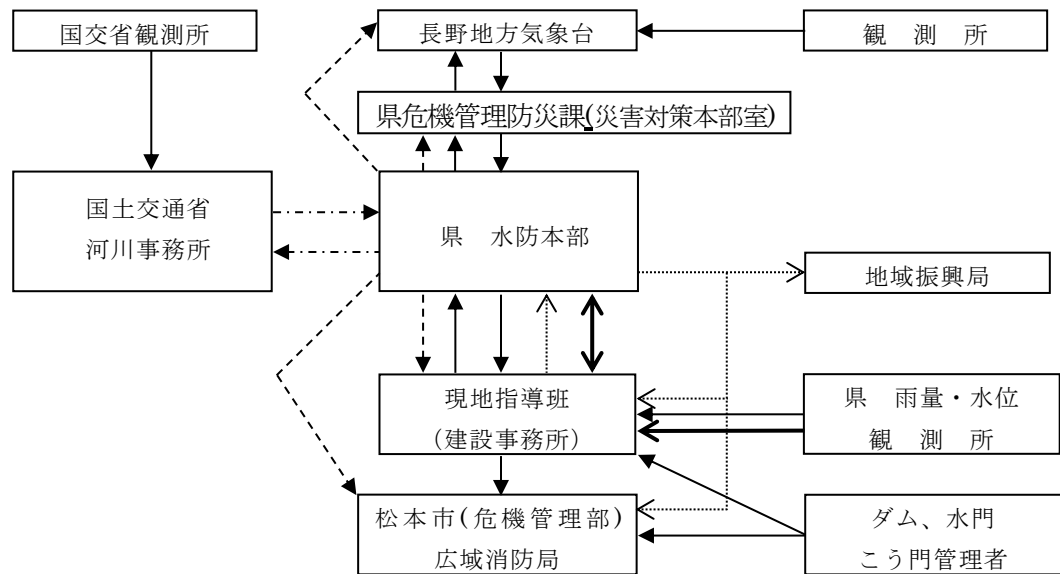 国交省観測所
長野地方気象台
観　測　所
県危機管理防災課(災害対策本部室)
国土交通省
河川事務所
県　水防本部
地域振興局
現地指導班
(建設事務所)
県　雨量・水位
観　測　所
松本市(危機管理部)
広域消防局
ダム、水門
こう門管理者